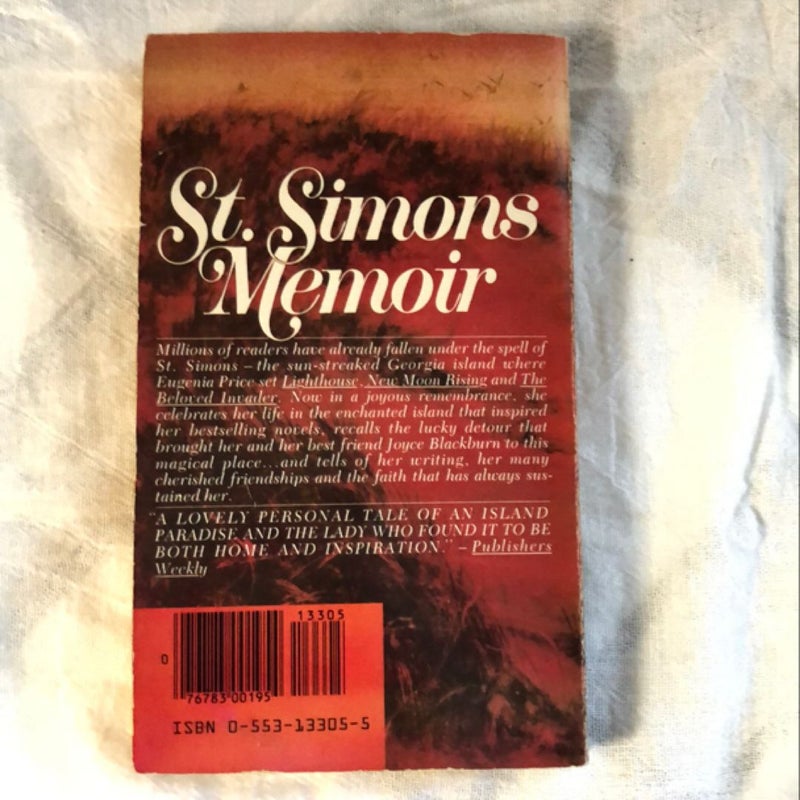 St. Simons
Memoir
Millions of readers have already fallen under the spell of
St. Simons – the sun-streaked Georgia island where
Eugenia Price set Lighthouse, New Moon Rising and The
Beloved Invader. Now in a joyous remembrance, she
celebrates her life in the enchanted island that inspired
her bestselling novels, recalls the lucky detour that
brought her and her best friend Joyce Blackburn to this
magical place...and tells of her writing, her many
cherished friendships and the faith that has always sus-
tained her.
"A LOVELY PERSONAL TALE OF AN ISLAND
PARADISE AND THE LADY WHO FOUND IT TO BE
BOTH HOME AND INSPIRATION." – Publishers
Weekly
13305
0
76783 00195
ISBN 0-553-13305-5